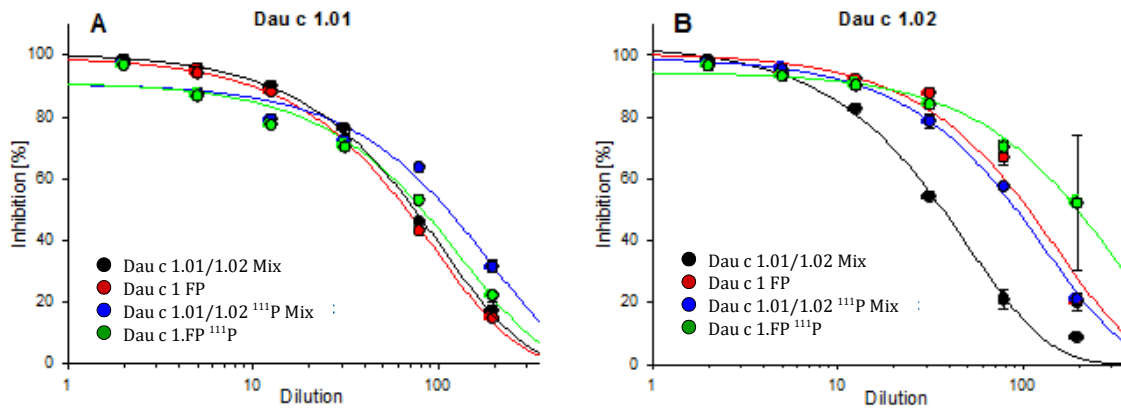 A
Dau c 1.01
100
80
60
40
20
0
Inhibition [%]
Dau c 1.01/1.02 Mix
Dau c 1 FP
Dau c 1.01/1.02 ¹¹¹P Mix :
Dau c 1.FP ¹¹¹P
1
10
100
Dilution
B
Dau c 1.02
100
80
60
40
20
0
Inhibition [%]
Dau c 1.01/1.02 Mix
Dau c 1 FP
Dau c 1.01/1.02 ¹¹¹P Mix :
Dau c 1.FP ¹¹¹P
1
10
100
Dilution